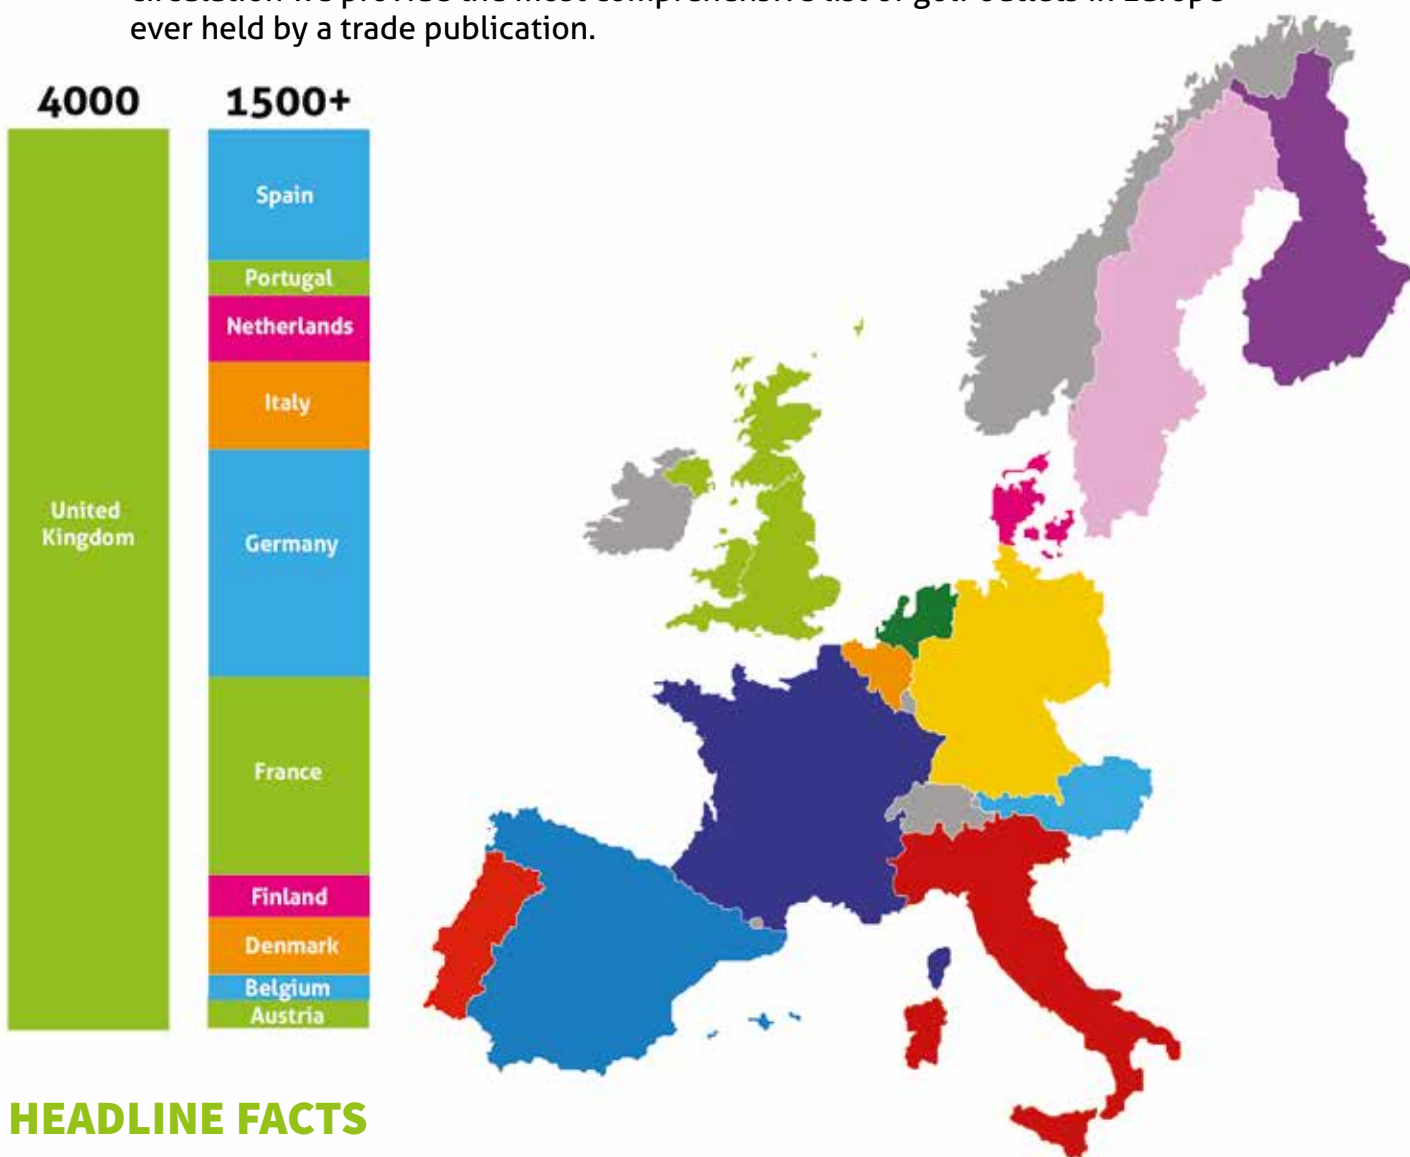 ever held by a trade publication.
4000
1500+
United
Kingdom
Spain
Portugal
Netherlands
Italy
Germany
France
Finland
Denmark
Belgium
Austria
HEADLINE FACTS